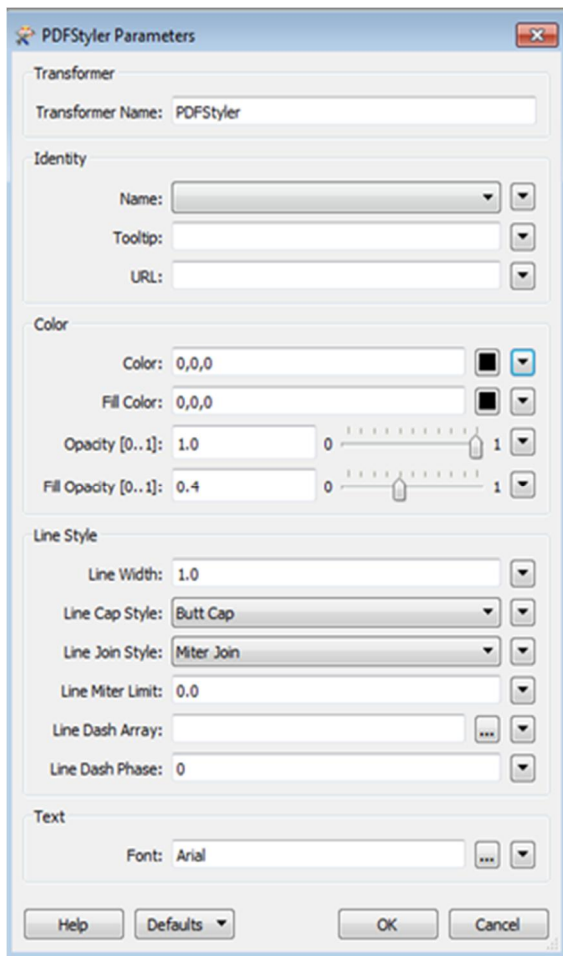 PDFStyler Parameters
Transformer
Transformer Name: PDFStyler
Identity
Name:
Tooltip:
URL:
Color
Color: 0,0,0
Fill Color: 0,0,0
Opacity [0..1]: 1.0 0 1
Fill Opacity [0..1]: 0.4 0 1
Line Style
Line Width: 1.0
Line Cap Style: Butt Cap
Line Join Style: Miter Join
Line Miter Limit: 0.0
Line Dash Array: ...
Line Dash Phase: 0
Text
Font: Arial ...
Help Defaults OK Cancel